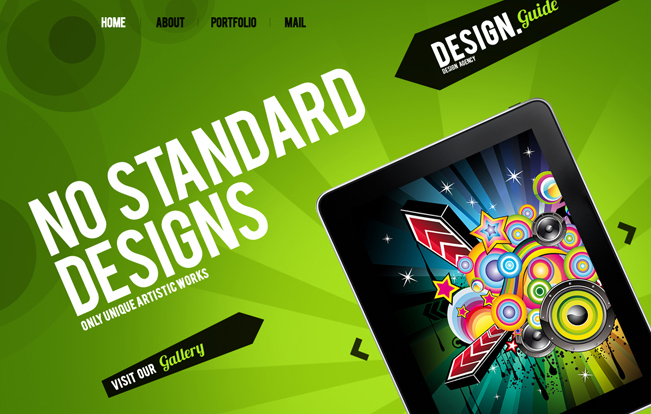 HOME ABOUT PORTFOLIO MAIL
DESIGN.Guide
DESIGN AGENCY
NO STANDARD
DESIGNS
ONLY UNIQUE ARTISTIC WORKS
VISIT OUR Gallery